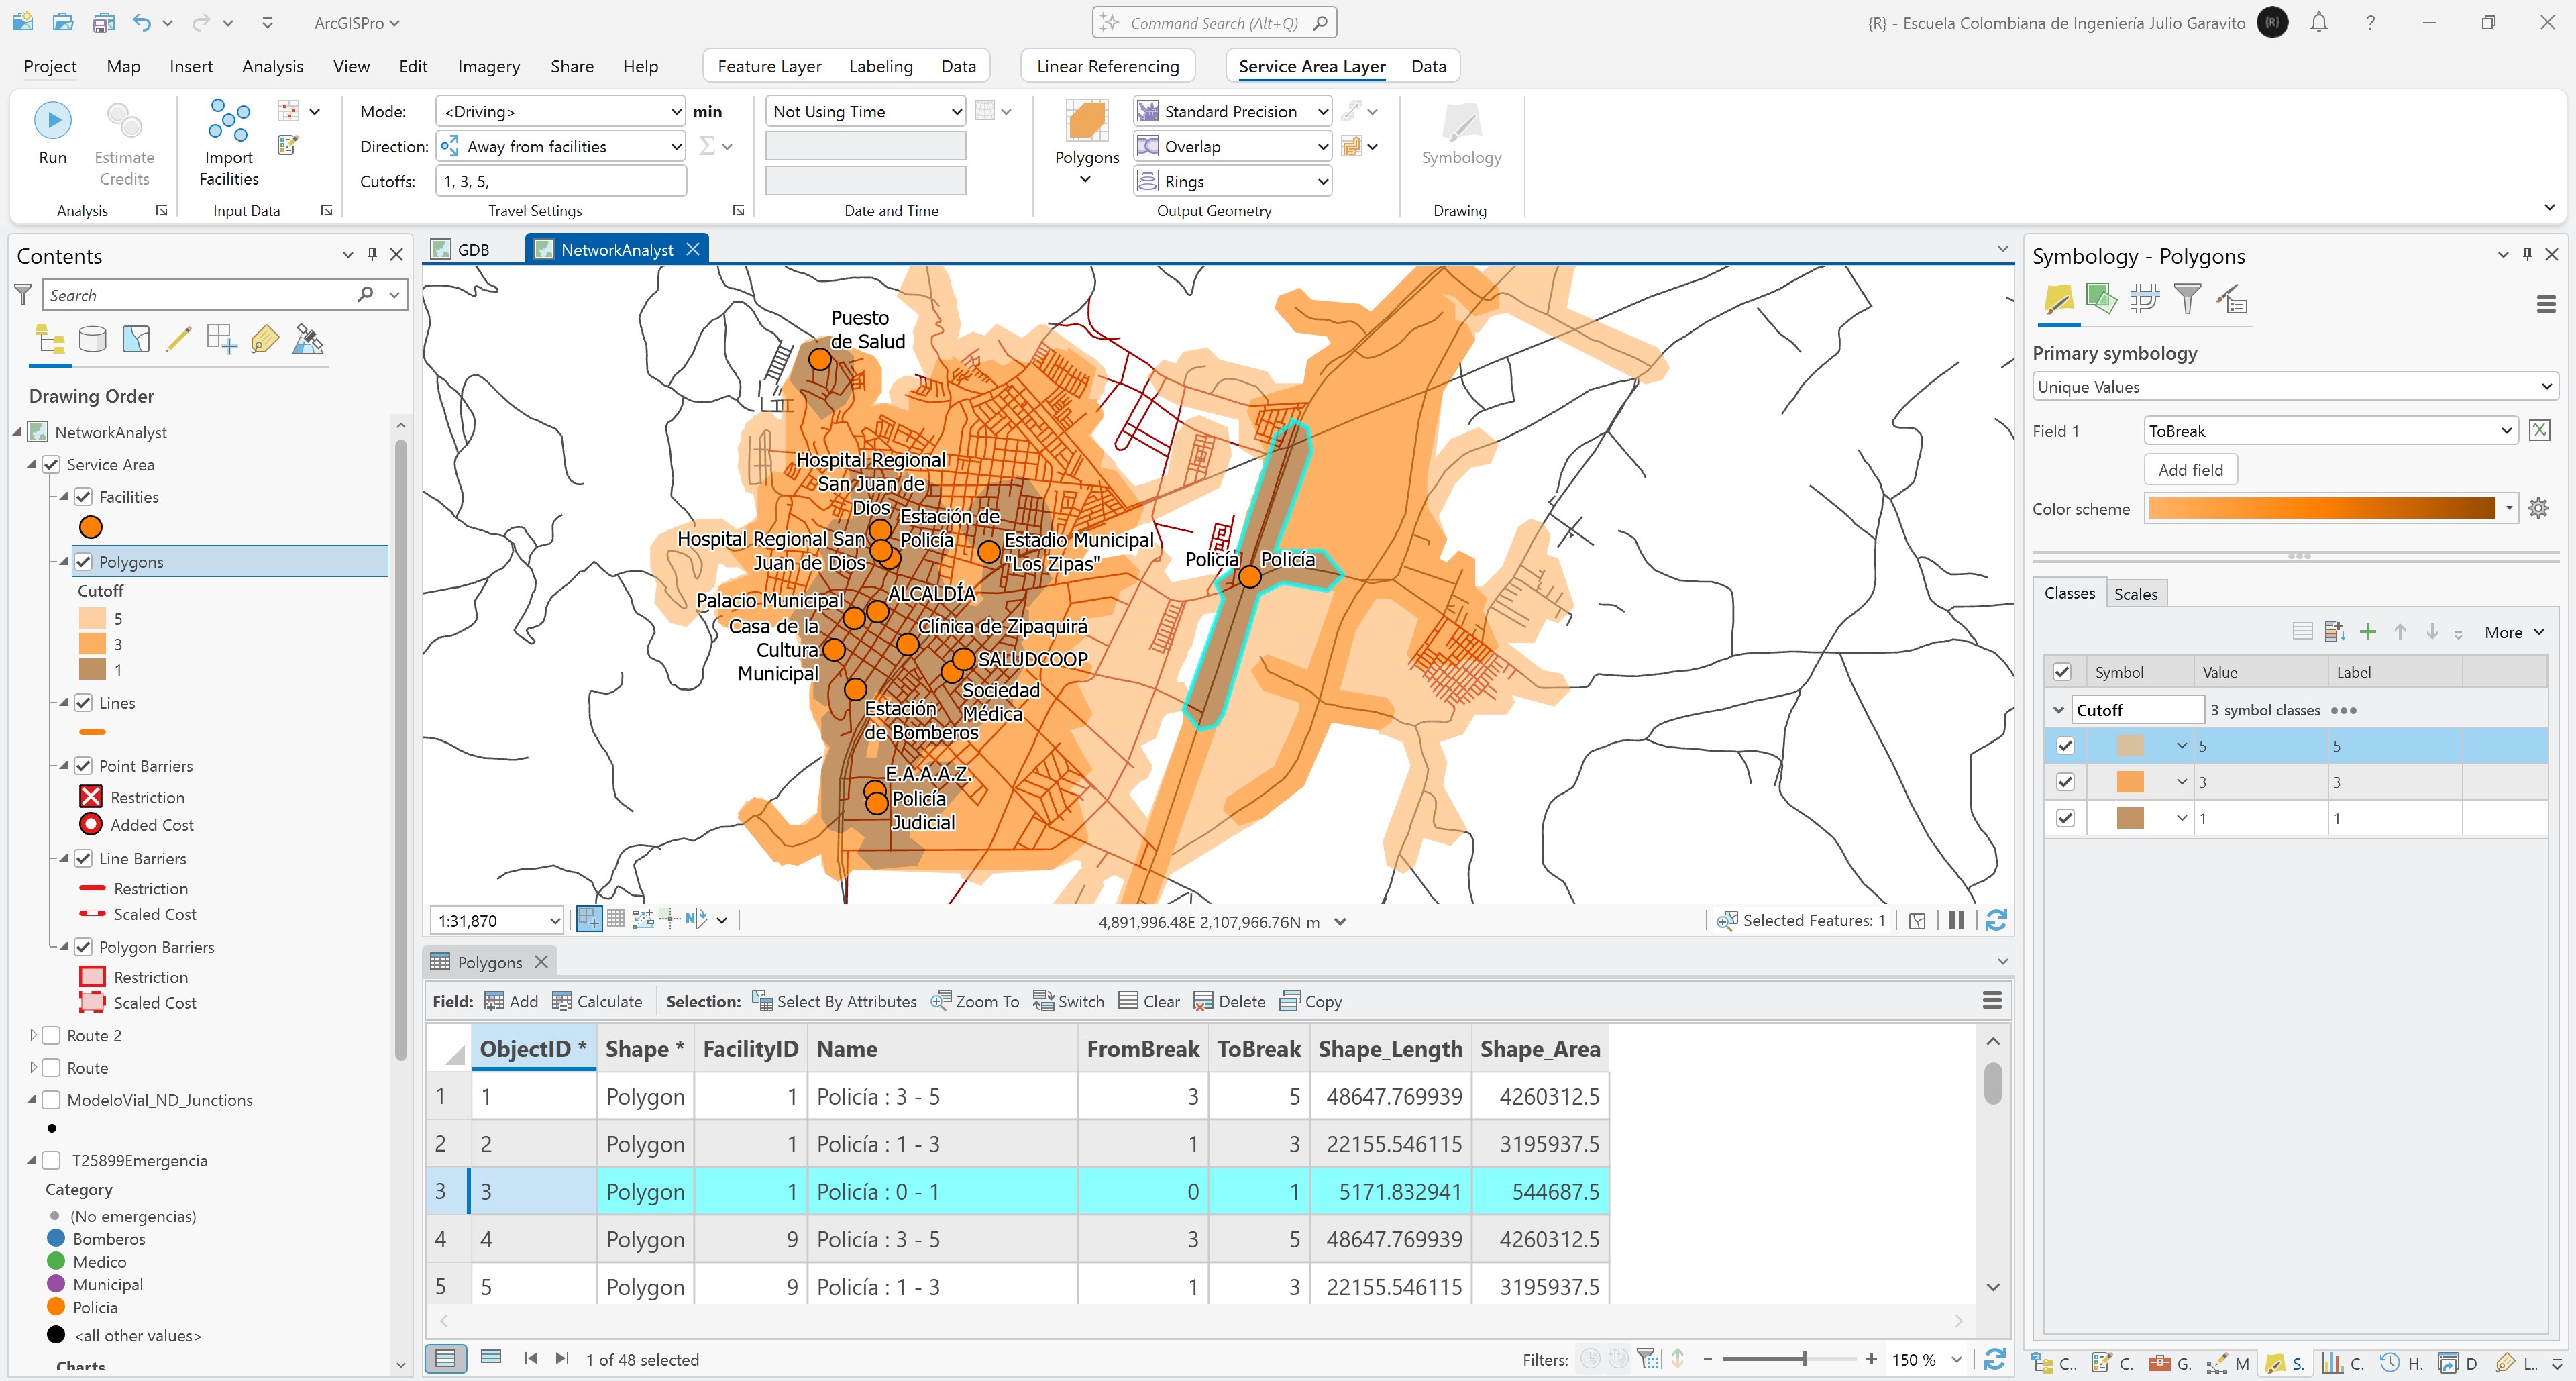 ArcGISPro
Command Search (Alt+Q)
{R} - Escuela Colombiana de Ingeniería Julio Garavito
{R}
Project Map Insert Analysis View Edit Imagery Share Help
Feature Layer Labeling Data
Linear Referencing
Service Area Layer Data
Run
Estimate
Credits
Analysis
Import
Facilities
Input Data
Mode: <Driving> min
Direction: Away from facilities
Cutoffs: 1, 3, 5,
Travel Settings
Not Using Time
Date and Time
Polygons
Standard Precision
Overlap
Rings
Output Geometry
Symbology
Drawing
Contents
Search
Drawing Order
NetworkAnalyst
Service Area
Facilities
Polygons
Cutoff
5
3
1
Lines
Point Barriers
Restriction
Added Cost
Line Barriers
Restriction
Scaled Cost
Polygon Barriers
Restriction
Scaled Cost
Route 2
Route
ModeloVial_ND_Junctions
T25899Emergencia
Category
(No emergencias)
Bomberos
Medico
Municipal
Policia
<all other values>
Charts
GDB
NetworkAnalyst
Puesto
de Salud
Hospital Regional
San Juan de
Dios
Estación de
Policía
Hospital Regional San
Juan de Dios
Estadio Municipal
"Los Zipas"
Policía
Policía
ALCALDÍA
Palacio Municipal
Casa de la
Cultura
Municipal
Clínica de Zipaquirá
SALUDCOOP
Sociedad
Médica
Estación
de Bomberos
E.A.A.A.Z.
Policía
Judicial
1:31,870
4,891,996.48E 2,107,966.76N m
Selected Features: 1
Polygons
Field: Add Calculate Selection: Select By Attributes Zoom To Switch Clear Delete Copy
ObjectID * Shape * FacilityID Name FromBreak ToBreak Shape_Length Shape_Area
1 1 Polygon 1 Policía : 3 - 5 3 5 48647.769939 4260312.5
2 2 Polygon 1 Policía : 1 - 3 1 3 22155.546115 3195937.5
3 3 Polygon 1 Policía : 0 - 1 0 1 5171.832941 544687.5
4 4 Polygon 9 Policía : 3 - 5 3 5 48647.769939 4260312.5
5 5 Polygon 9 Policía : 1 - 3 1 3 22155.546115 3195937.5
1 of 48 selected
Filters:
150 %
Symbology - Polygons
Primary symbology
Unique Values
Field 1 ToBreak
Add field
Color scheme
Classes Scales
More
Symbol Value Label
Cutoff 3 symbol classes
5 5
3 3
1 1
C.. C. G. M S. C. H. D. L..